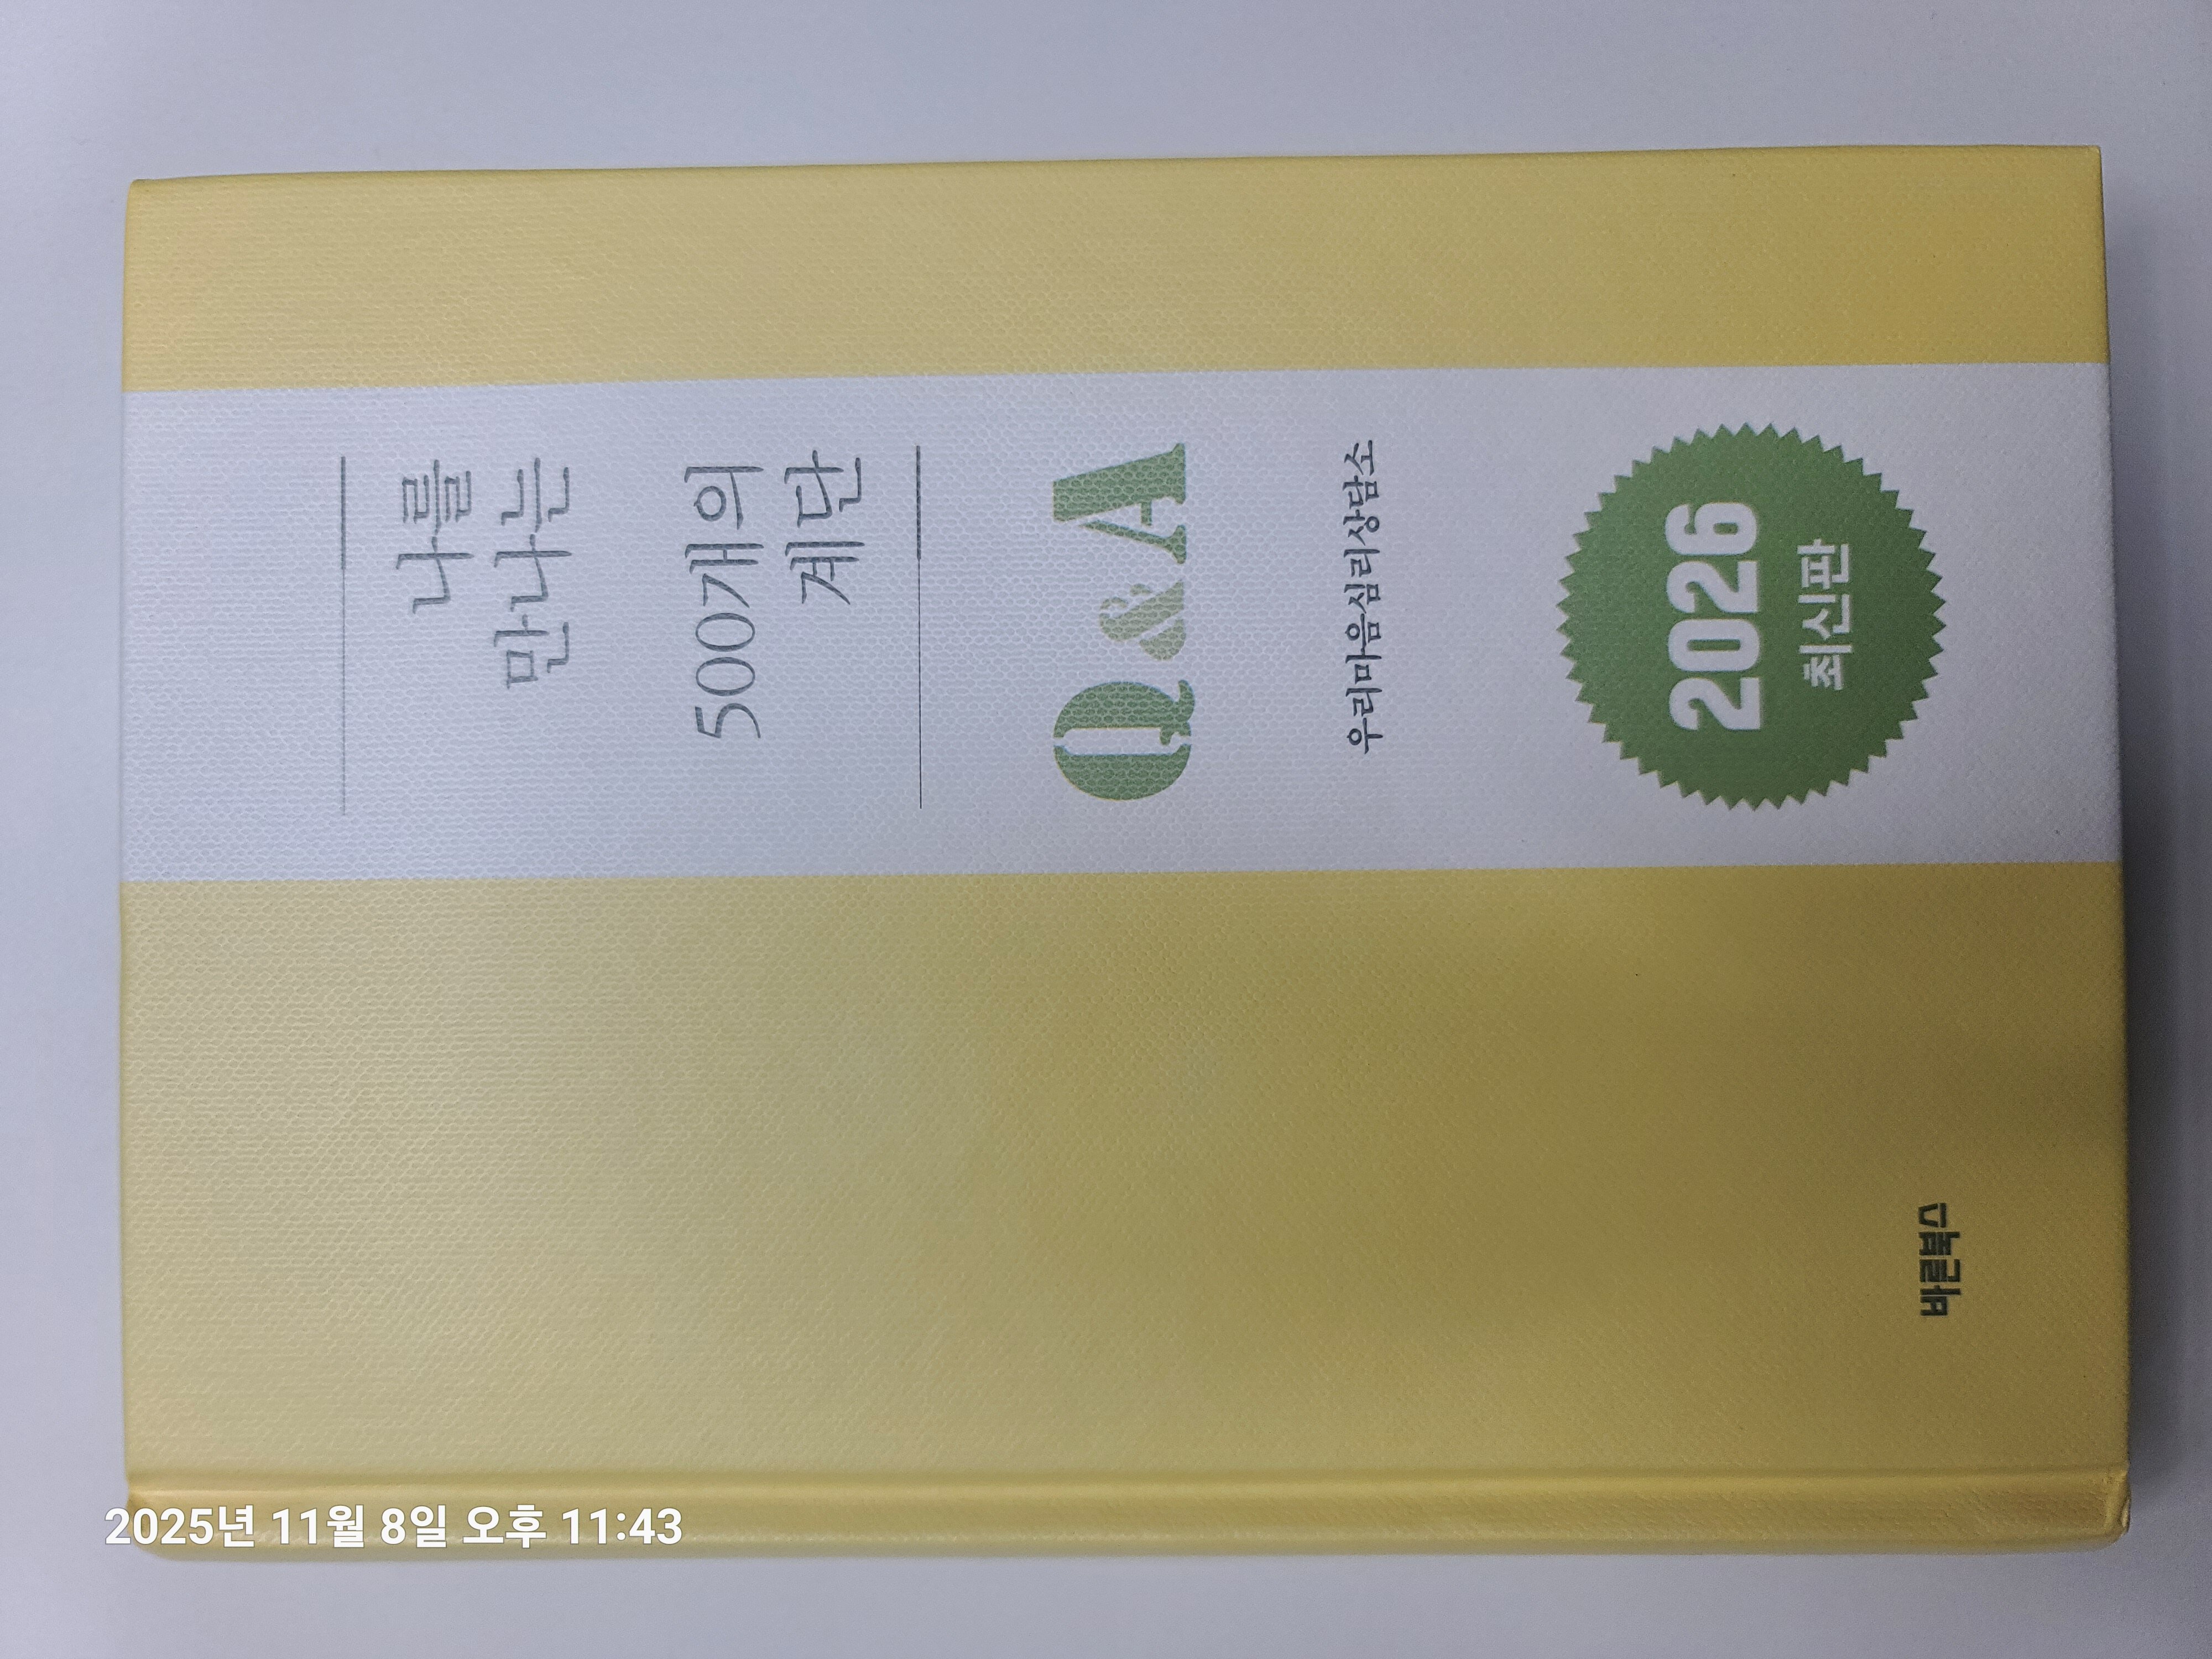 나를
만나는
500개의
계단
Q&A
우리마음심리상담소
2026
최신판
바른북스
2025년 11월 8일 오후 11:43